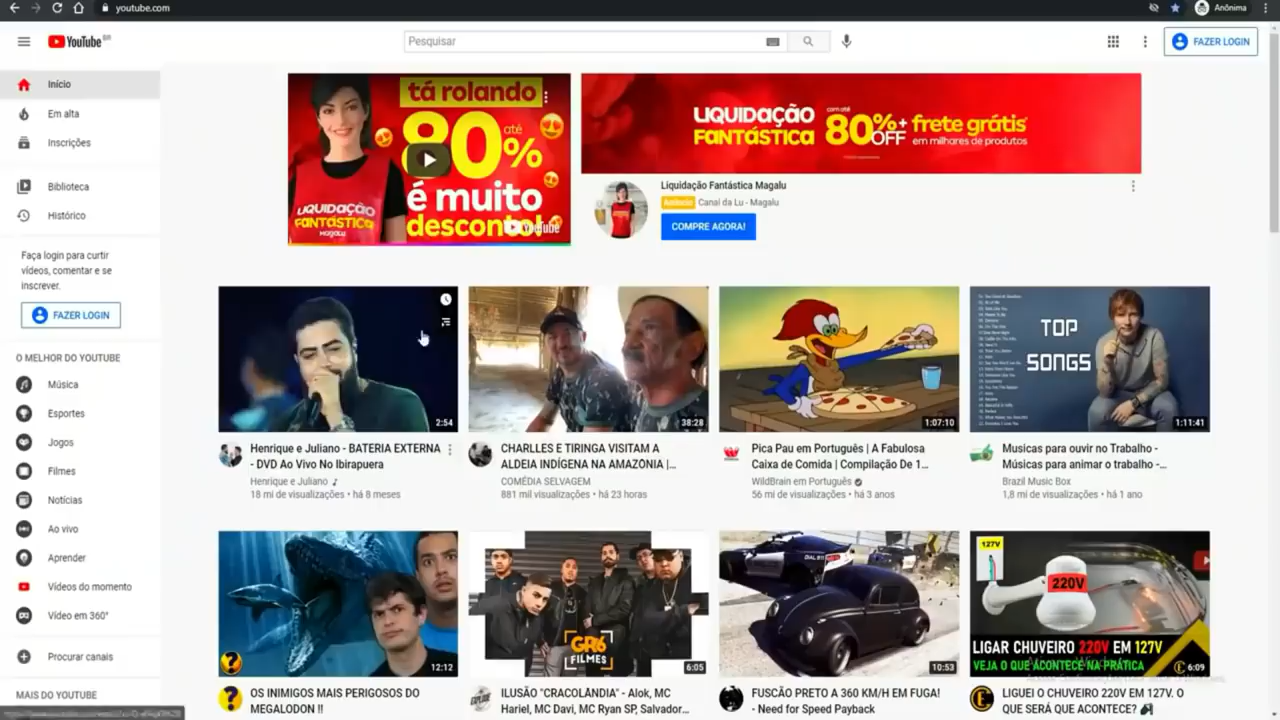 youtube.com
Anônima
YouTube BR
Pesquisar
FAZER LOGIN
Início
Em alta
Inscrições
Biblioteca
Histórico
Faça login para curtir
vídeos, comentar e se
inscrever.
FAZER LOGIN
O MELHOR DO YOUTUBE
Música
Esportes
Jogos
Filmes
Notícias
Ao vivo
Aprender
Vídeos do momento
Vídeo em 360°
Procurar canais
MAIS DO YOUTUBE
tá rolando
até
80%
é muito
desconto!
LIQUIDAÇÃO
FANTÁSTICA
MAGALU
YouTube
LIQUIDAÇÃO
FANTÁSTICA
com até
80%+
OFF
frete grátis*
em milhares de produtos
Liquidação Fantástica Magalu
Anúncio Canal da Lu - Magalu
COMPRE AGORA!
2:54
Henrique e Juliano - BATERIA EXTERNA
- DVD Ao Vivo No Ibirapuera
Henrique e Juliano
18 mi de visualizações • há 8 meses
38:28
CHARLLES E TIRINGA VISITAM A
ALDEIA INDÍGENA NA AMAZÔNIA |...
COMÉDIA SELVAGEM
881 mil visualizações • há 23 horas
1:07:10
Pica Pau em Português | A Fabulosa
Caixa de Comida | Compilação De 1...
WildBrain em Português
56 mi de visualizações • há 3 anos
TOP
SONGS
1:11:41
Musicas para ouvir no Trabalho -
Músicas para animar o trabalho -...
Brazil Music Box
1,8 mi de visualizações • há 1 ano
12:12
OS INIMIGOS MAIS PERIGOSOS DO
MEGALODON !!
GR6
FILMES
6:05
ILUSÃO "CRACOLÂNDIA" - Alok, MC
Hariel, MC Davi, MC Ryan SP, Salvador...
10:53
FUSCÃO PRETO A 360 KM/H EM FUGA!
- Need for Speed Payback
127V
220V
LIGAR CHUVEIRO 220V EM 127V
VEJA O QUE ACONTECE NA PRÁTICA
6:09
LIGUEI O CHUVEIRO 220V EM 127V. O
QUE SERÁ QUE ACONTECE?